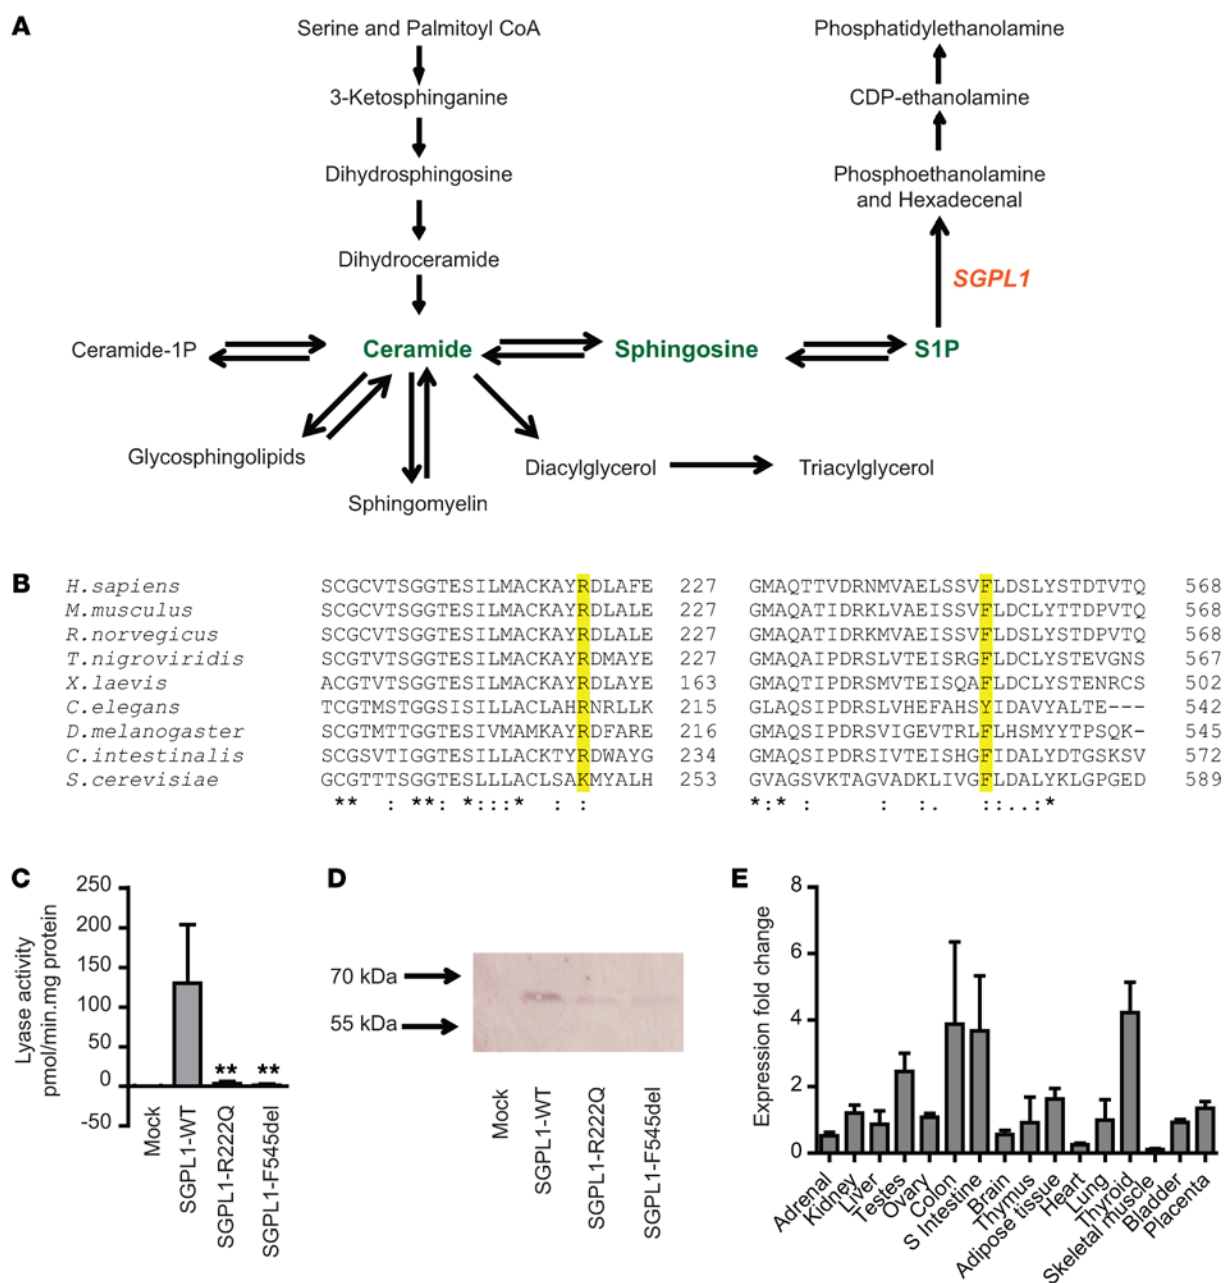 A
Serine and Palmitoyl CoA
3-Ketosphinganine
Dihydrosphingosine
Dihydroceramide
Ceramide-1P
Ceramide
Sphingosine
S1P
Glycosphingolipids
Sphingomyelin
Diacylglycerol
Triacylglycerol
Phosphatidylethanolamine
CDP-ethanolamine
Phosphoethanolamine
and Hexadecenal
SGPL1
B
H.sapiens SCGCVTSGGTESILMACKAYRDLAFE 227 GMAQTTVDRNMVAELSSVFLDSLYSTDTVTQ 568
M.musculus SCGCVTSGGTESILMACKAYRDLALE 227 GMAQATIDRKLVAEISSVFLDCLYTTDPVTQ 568
R.norvegicus SCGCVTSGGTESILMACKAYRDLALE 227 GMAQATIDRKMVAEISSVFLDSLYSTDPVTQ 568
T.nigroviridis SCGTVTSGGTESILMACKAYRDMAYE 227 GMAQAIPDRSLVTEISRGFLDCLYSTEVGNS 567
X.laevis ACGTVTSGGTESILMACKAYRDLAYE 163 GMAQTIPDRSMVTEISQAFLDCLYSTENRCS 502
C.elegans TCGTMSTGGSISILLACLAHRNRLLK 215 GLAQSIPDRSLVHEFAHSYIDAVYALTE--- 542
D.melanogaster SCGTMTTGGTESIVMAMKAYRDFARE 216 GMAQSIPDRSVIGEVTRLFLHSMYYTPSQK- 545
C.intestinalis SCGSVTIGGTESILMACKTYRDWAYG 234 GMAQSIPDRSIVTEISHGFIDALYDTGSKSV 572
S.cerevisiae GCGTTTSGGTESLLLACLSAKMYALH 253 GVAGSVKTAGVADKLIVGFLDALYKLGPGED 589
** : ** *:::* : : *:* : :. ::..:*
C
Lyase activity
pmol/min.mg protein
250
200
150
100
50
0
-50
** **
Mock
SGPL1-WT
SGPL1-R222Q
SGPL1-F545del
D
70 kDa
55 kDa
Mock
SGPL1-WT
SGPL1-R222Q
SGPL1-F545del
E
Expression fold change
8
6
4
2
0
Adrenal
Kidney
Liver
Testes
Ovary
Colon
S Intestine
Brain
Thymus
Adipose tissue
Heart
Lung
Thyroid
Skeletal muscle
Bladder
Placenta